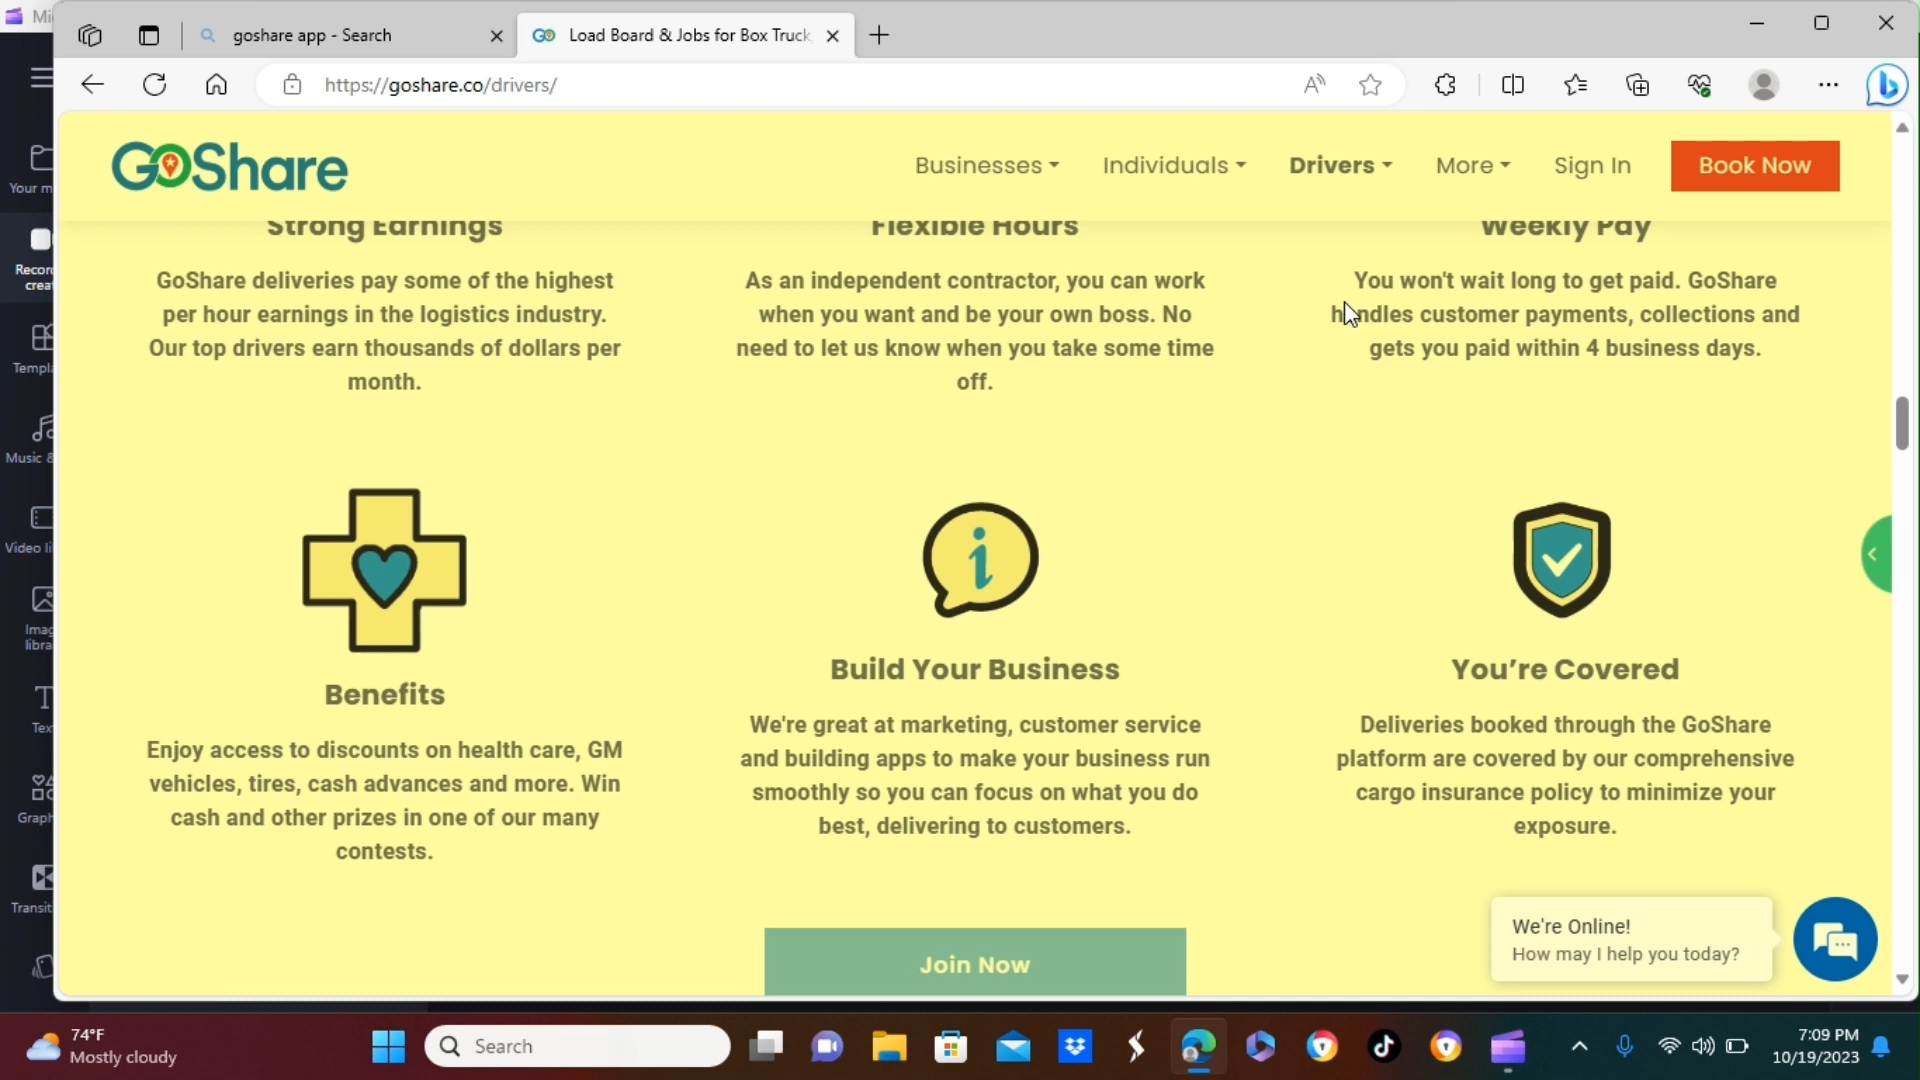 Mi
goshare app - Search
Load Board & Jobs for Box Truck
https://goshare.co/drivers/
GoShare
Businesses
Individuals
Drivers
More
Sign In
Book Now
Your m
Record
creat
Templ
Music &
Video li
Imag
libra
Tex
Graph
Transit
Strong Earnings
GoShare deliveries pay some of the highest
per hour earnings in the logistics industry.
Our top drivers earn thousands of dollars per
month.
Flexible Hours
As an independent contractor, you can work
when you want and be your own boss. No
need to let us know when you take some time
off.
Weekly Pay
You won't wait long to get paid. GoShare
handles customer payments, collections and
gets you paid within 4 business days.
Benefits
Enjoy access to discounts on health care, GM
vehicles, tires, cash advances and more. Win
cash and other prizes in one of our many
contests.
Build Your Business
We're great at marketing, customer service
and building apps to make your business run
smoothly so you can focus on what you do
best, delivering to customers.
You're Covered
Deliveries booked through the GoShare
platform are covered by our comprehensive
cargo insurance policy to minimize your
exposure.
Join Now
We're Online!
How may I help you today?
74°F
Mostly cloudy
Search
7:09 PM
10/19/2023